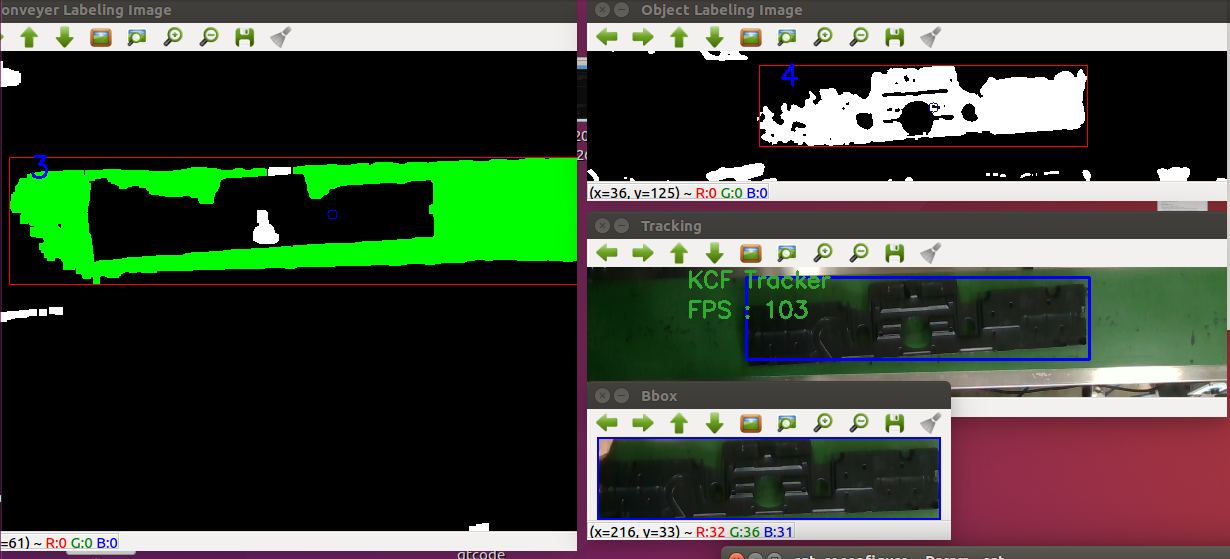 onveyer Labeling Image
3
=61) ~ R:0 G:0 B:0
qtcode
Object Labeling Image
4
(x=36, y=125) ~ R:0 G:0 B:0
Tracking
KCF Tracker
FPS : 103
Bbox
(x=216, y=33) ~ R:32 G:36 B:31